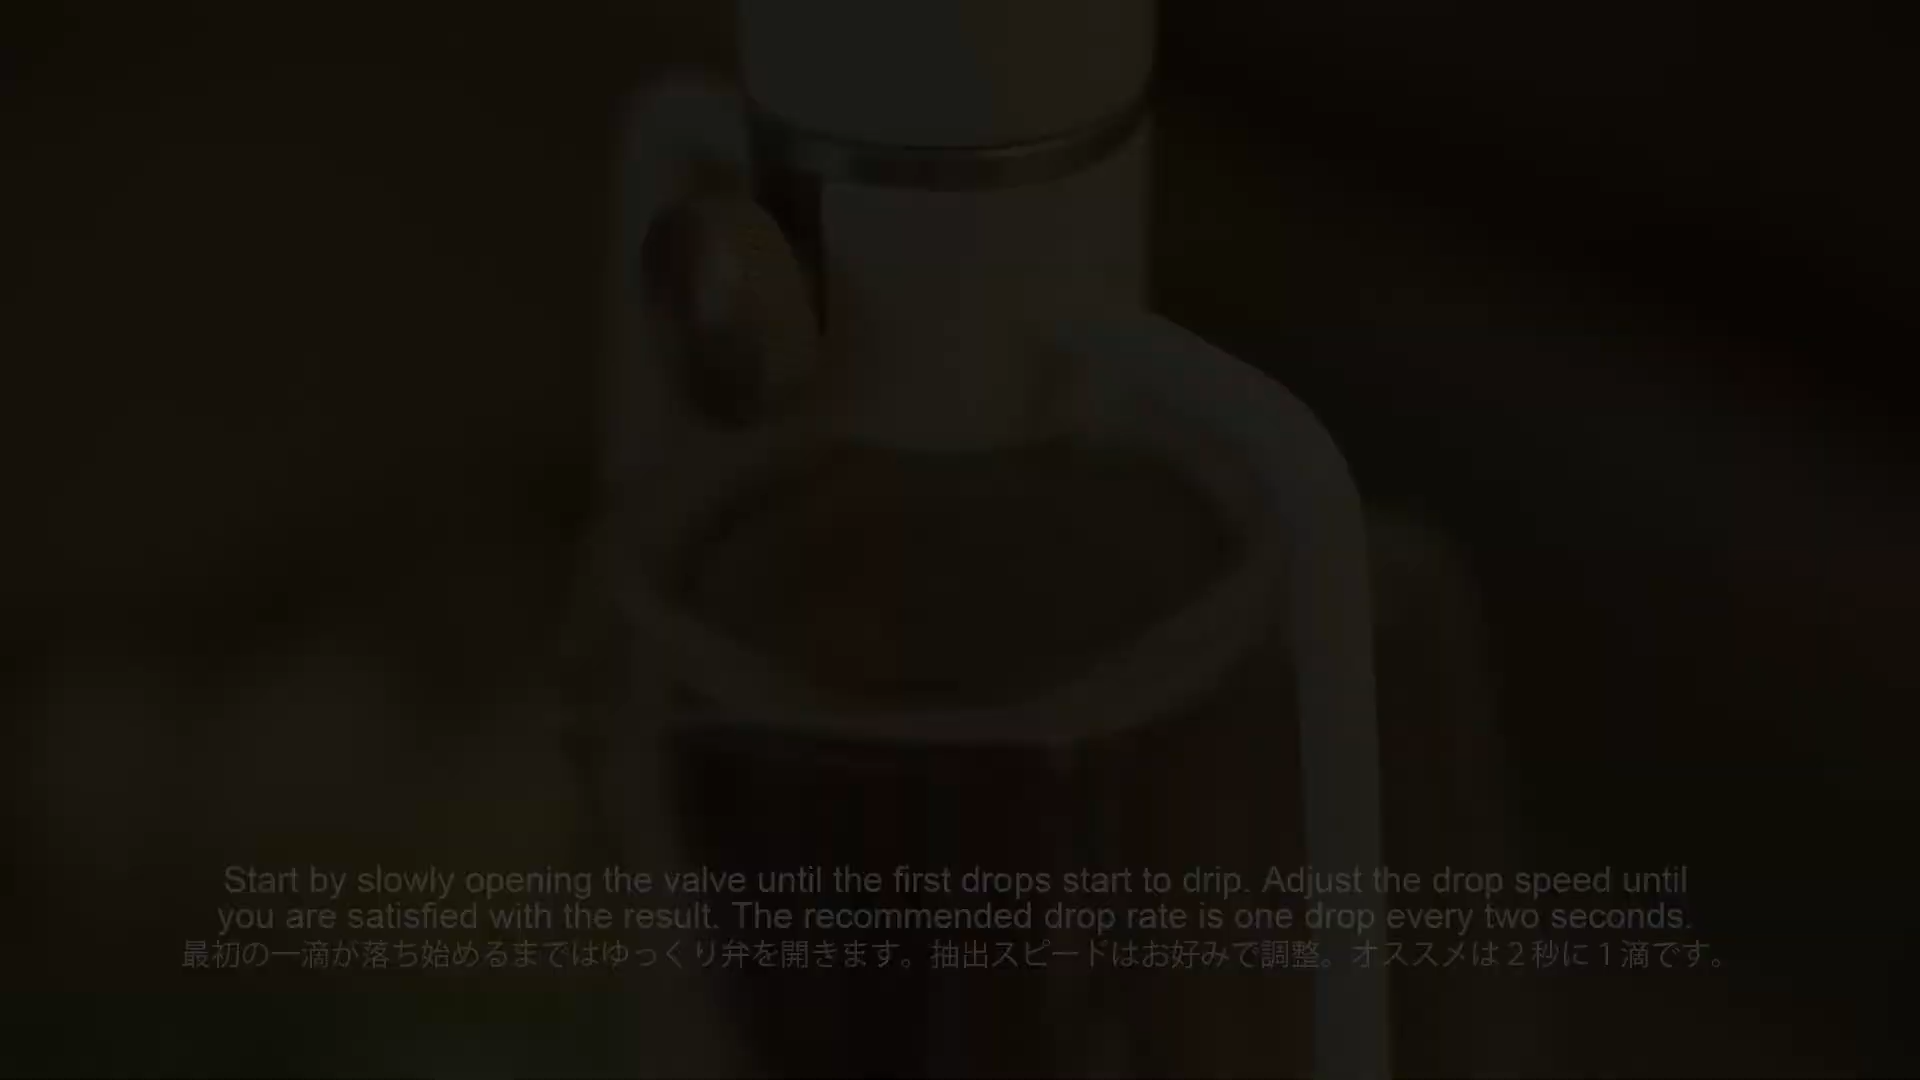 Start by slowly opening the valve until the first drops start to drip. Adjust the drop speed until
you are satisfied with the result. The recommended drop rate is one drop every two seconds.
最初の一滴が落ち始めるまではゆっくり弁を開きます。抽出スピードはお好みで調整。オススメは２秒に１滴です。